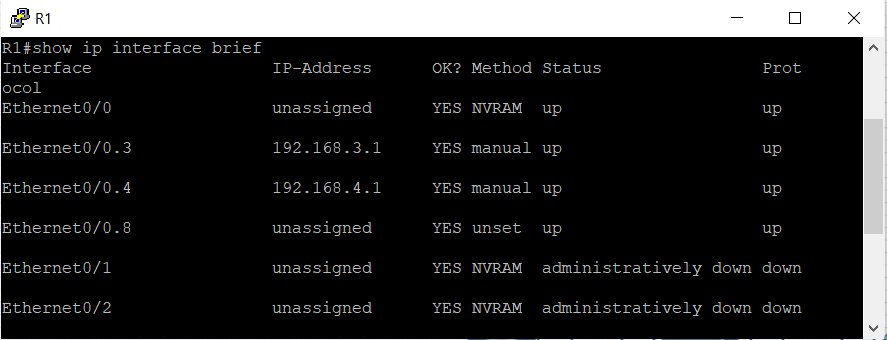 R1
R1#show ip interface brief
Interface IP-Address OK? Method Status Prot
ocol
Ethernet0/0 unassigned YES NVRAM up up
Ethernet0/0.3 192.168.3.1 YES manual up up
Ethernet0/0.4 192.168.4.1 YES manual up up
Ethernet0/0.8 unassigned YES unset up up
Ethernet0/1 unassigned YES NVRAM administratively down down
Ethernet0/2 unassigned YES NVRAM administratively down down